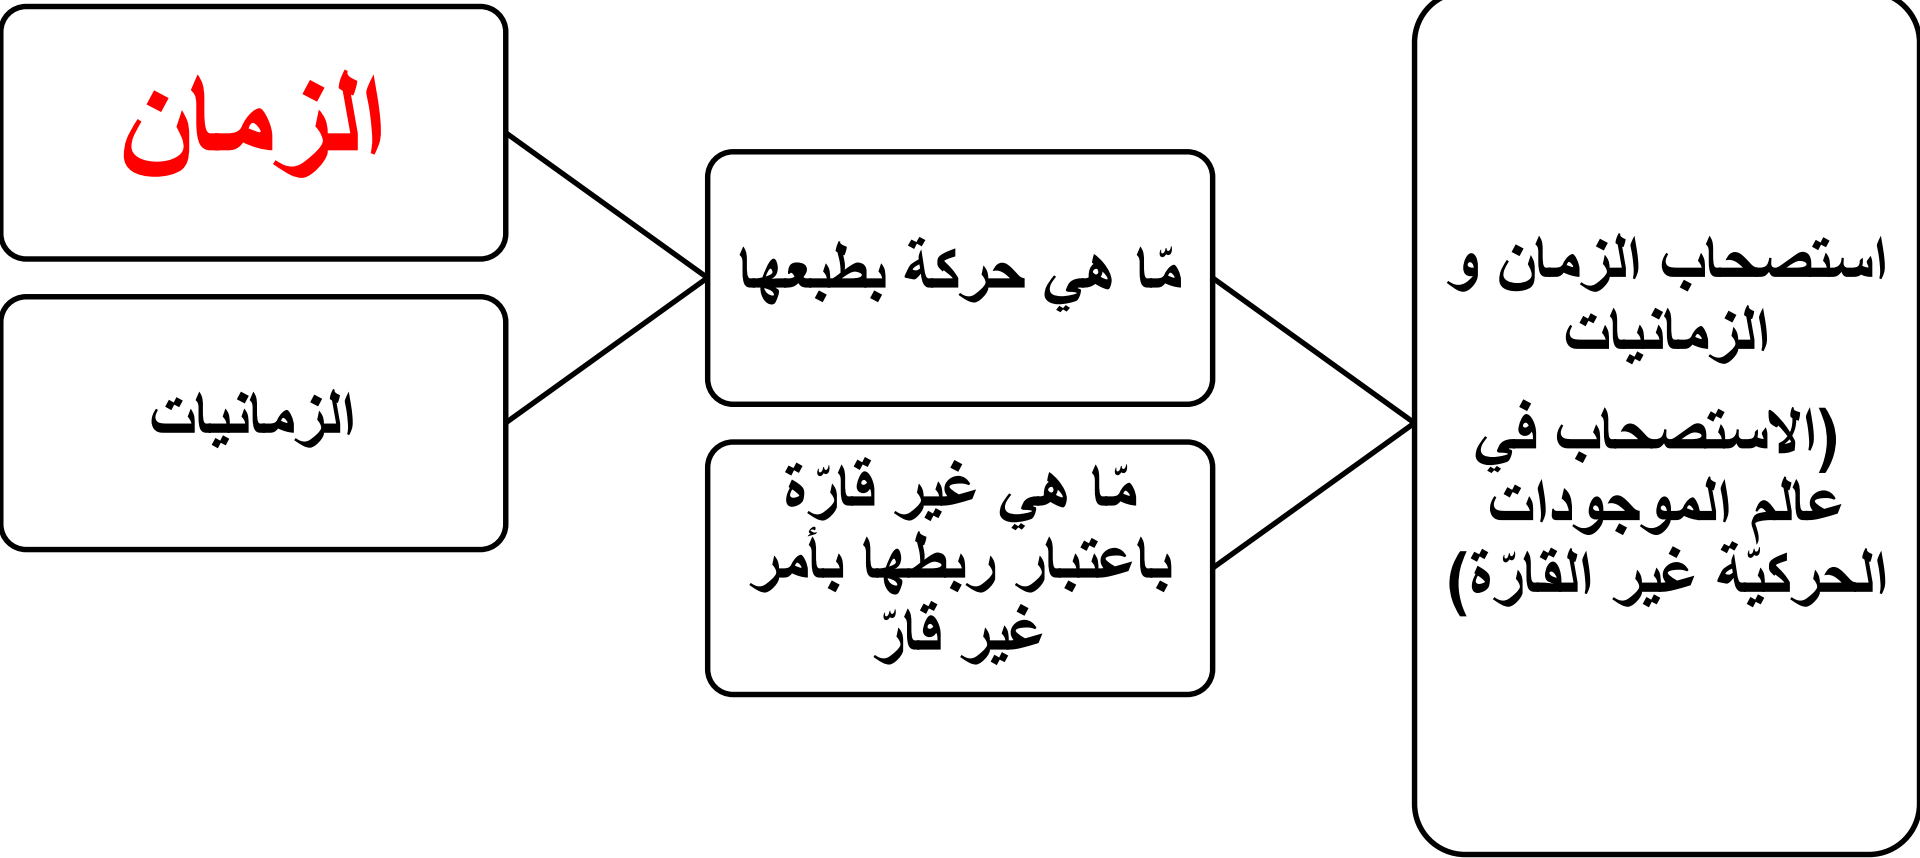 استصحاب الزمان و
الزمانيات
(الاستصحاب في
عالم الموجودات
الحركيّة غير القارّة)
مّا هي حركة بطبعها
الزمان
الزمانيات
مّا هي غير قارّة
باعتبار ربطها بأمر
غير قارّ